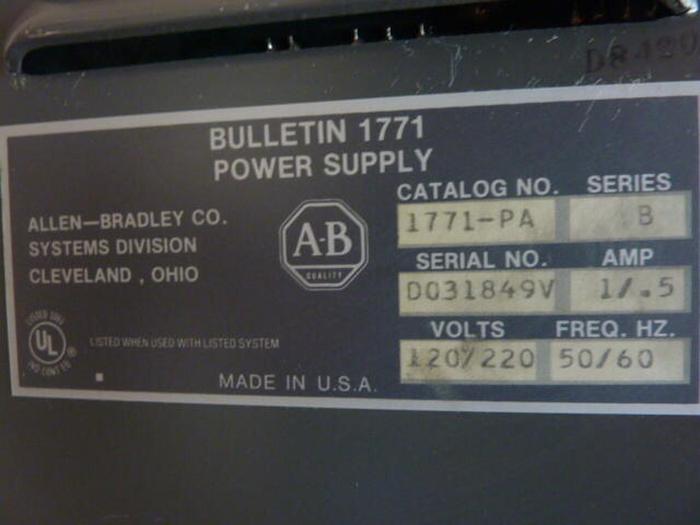 D8420
BULLETIN 1771
POWER SUPPLY
ALLEN—BRADLEY CO.
SYSTEMS DIVISION
CLEVELAND , OHIO
A·B
QUALITY
CATALOG NO. SERIES
1771-PA B
SERIAL NO. AMP
D031849V 1/.5
VOLTS FREQ. HZ.
120/220 50/60
UL
LISTED WHEN USED WITH LISTED SYSTEM
MADE IN U.S.A.